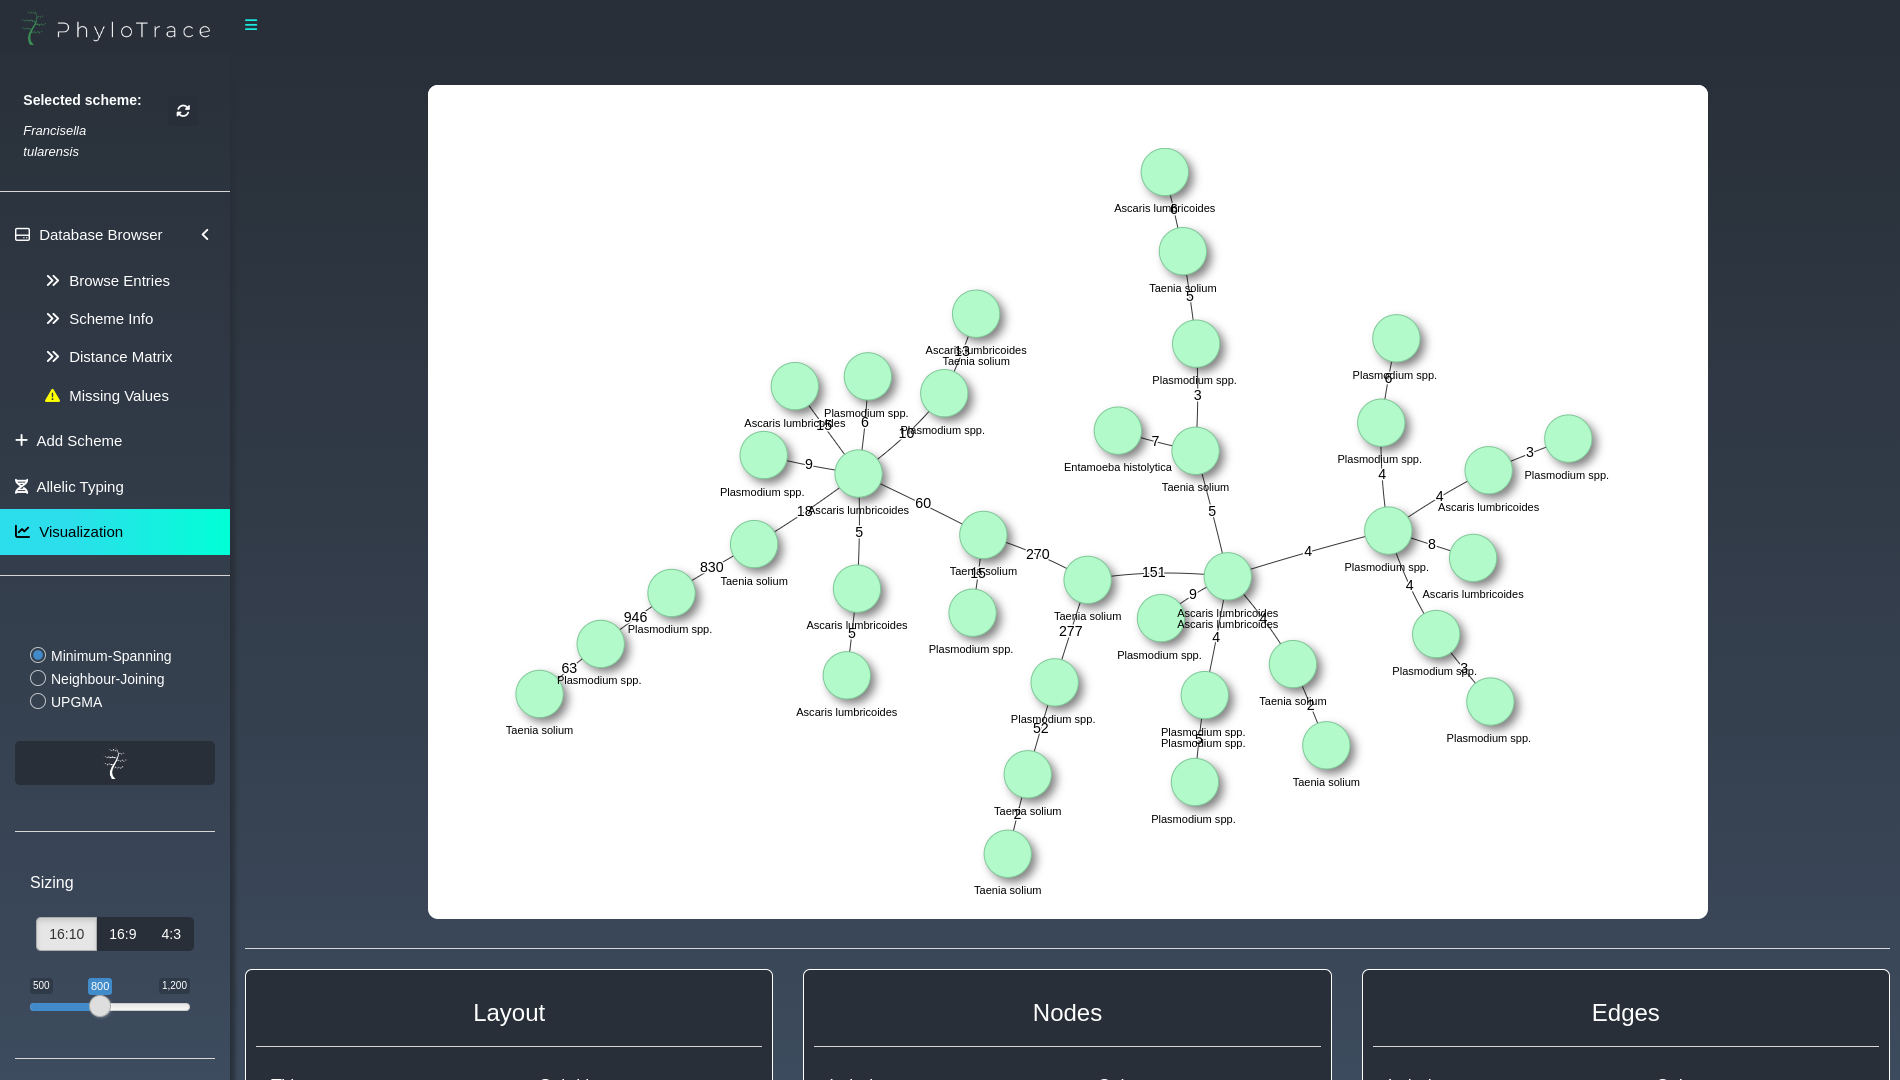 PhyloTrace
Selected scheme:
Francisella
tularensis
Database Browser
Browse Entries
Scheme Info
Distance Matrix
Missing Values
Add Scheme
Allelic Typing
Visualization
Minimum-Spanning
Neighbour-Joining
UPGMA
Sizing
16:10 16:9 4:3
500 800 1,200
Ascaris lumbricoides
6
Taenia solium
5
Plasmodium spp.
3
Entamoeba histolytica
7
Taenia solium
5
Ascaris lumbricoides
13
Taenia solium
Plasmodium spp.
16
Plasmodium spp.
6
Ascaris lumbricoides
15
Plasmodium spp.
9
Ascaris lumbricoides
18
60
5
Taenia solium
830
Plasmodium spp.
946
Plasmodium spp.
63
Taenia solium
Ascaris lumbricoides
5
Ascaris lumbricoides
Taenia solium
15
270
Plasmodium spp.
Taenia solium
151
277
Plasmodium spp.
52
Taenia solium
2
Taenia solium
Ascaris lumbricoides
Ascaris lumbricoides
9
Plasmodium spp.
4
4
4
Plasmodium spp.
Plasmodium spp.
5
Plasmodium spp.
Taenia solium
2
Taenia solium
Plasmodium spp.
6
Plasmodium spp.
4
Plasmodium spp.
4
Ascaris lumbricoides
3
Plasmodium spp.
8
Ascaris lumbricoides
4
Plasmodium spp.
3
Plasmodium spp.
Layout
Nodes
Edges